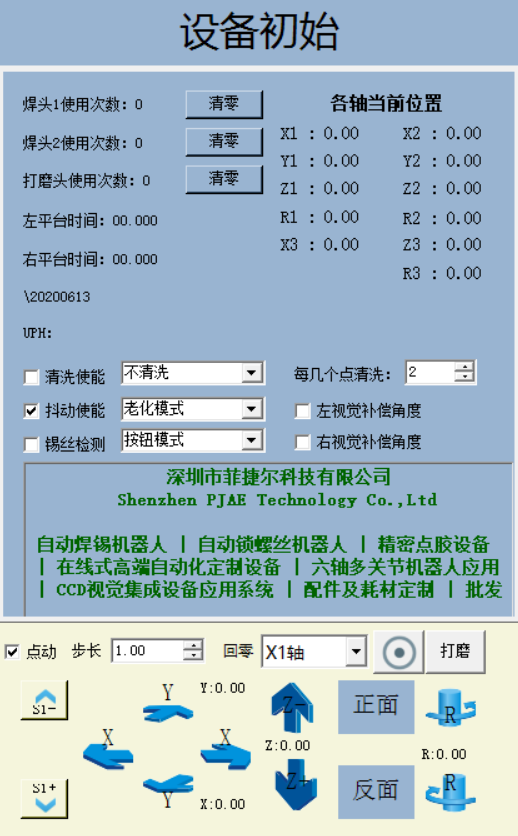 设备初始
焊头1使用次数: 0 清零
焊头2使用次数: 0 清零
打磨头使用次数: 0 清零
左平台时间: 00.000
右平台时间: 00.000
\20200613
UPH:
各轴当前位置
X1 : 0.00 X2 : 0.00
Y1 : 0.00 Y2 : 0.00
Z1 : 0.00 Z2 : 0.00
R1 : 0.00 R2 : 0.00
X3 : 0.00 Z3 : 0.00
R3 : 0.00
清洗使能 不清洗 每几个点清洗: 2
抖动使能 老化模式 左视觉补偿角度
锡丝检测 按钮模式 右视觉补偿角度
深圳市菲捷尔科技有限公司
Shenzhen PJAE Technology Co.,Ltd
自动焊锡机器人 | 自动锁螺丝机器人 | 精密点胶设备
| 在线式高端自动化定制设备 | 六轴多关节机器人应用
| CCD视觉集成设备应用系统 | 配件及耗材定制 | 批发
点动 步长 1.00 回零 X1轴 打磨
S1- Y Y:0.00 Z- 正面 R
X X Z:0.00 R:0.00
S1+ Y X:0.00 Z+ 反面 R